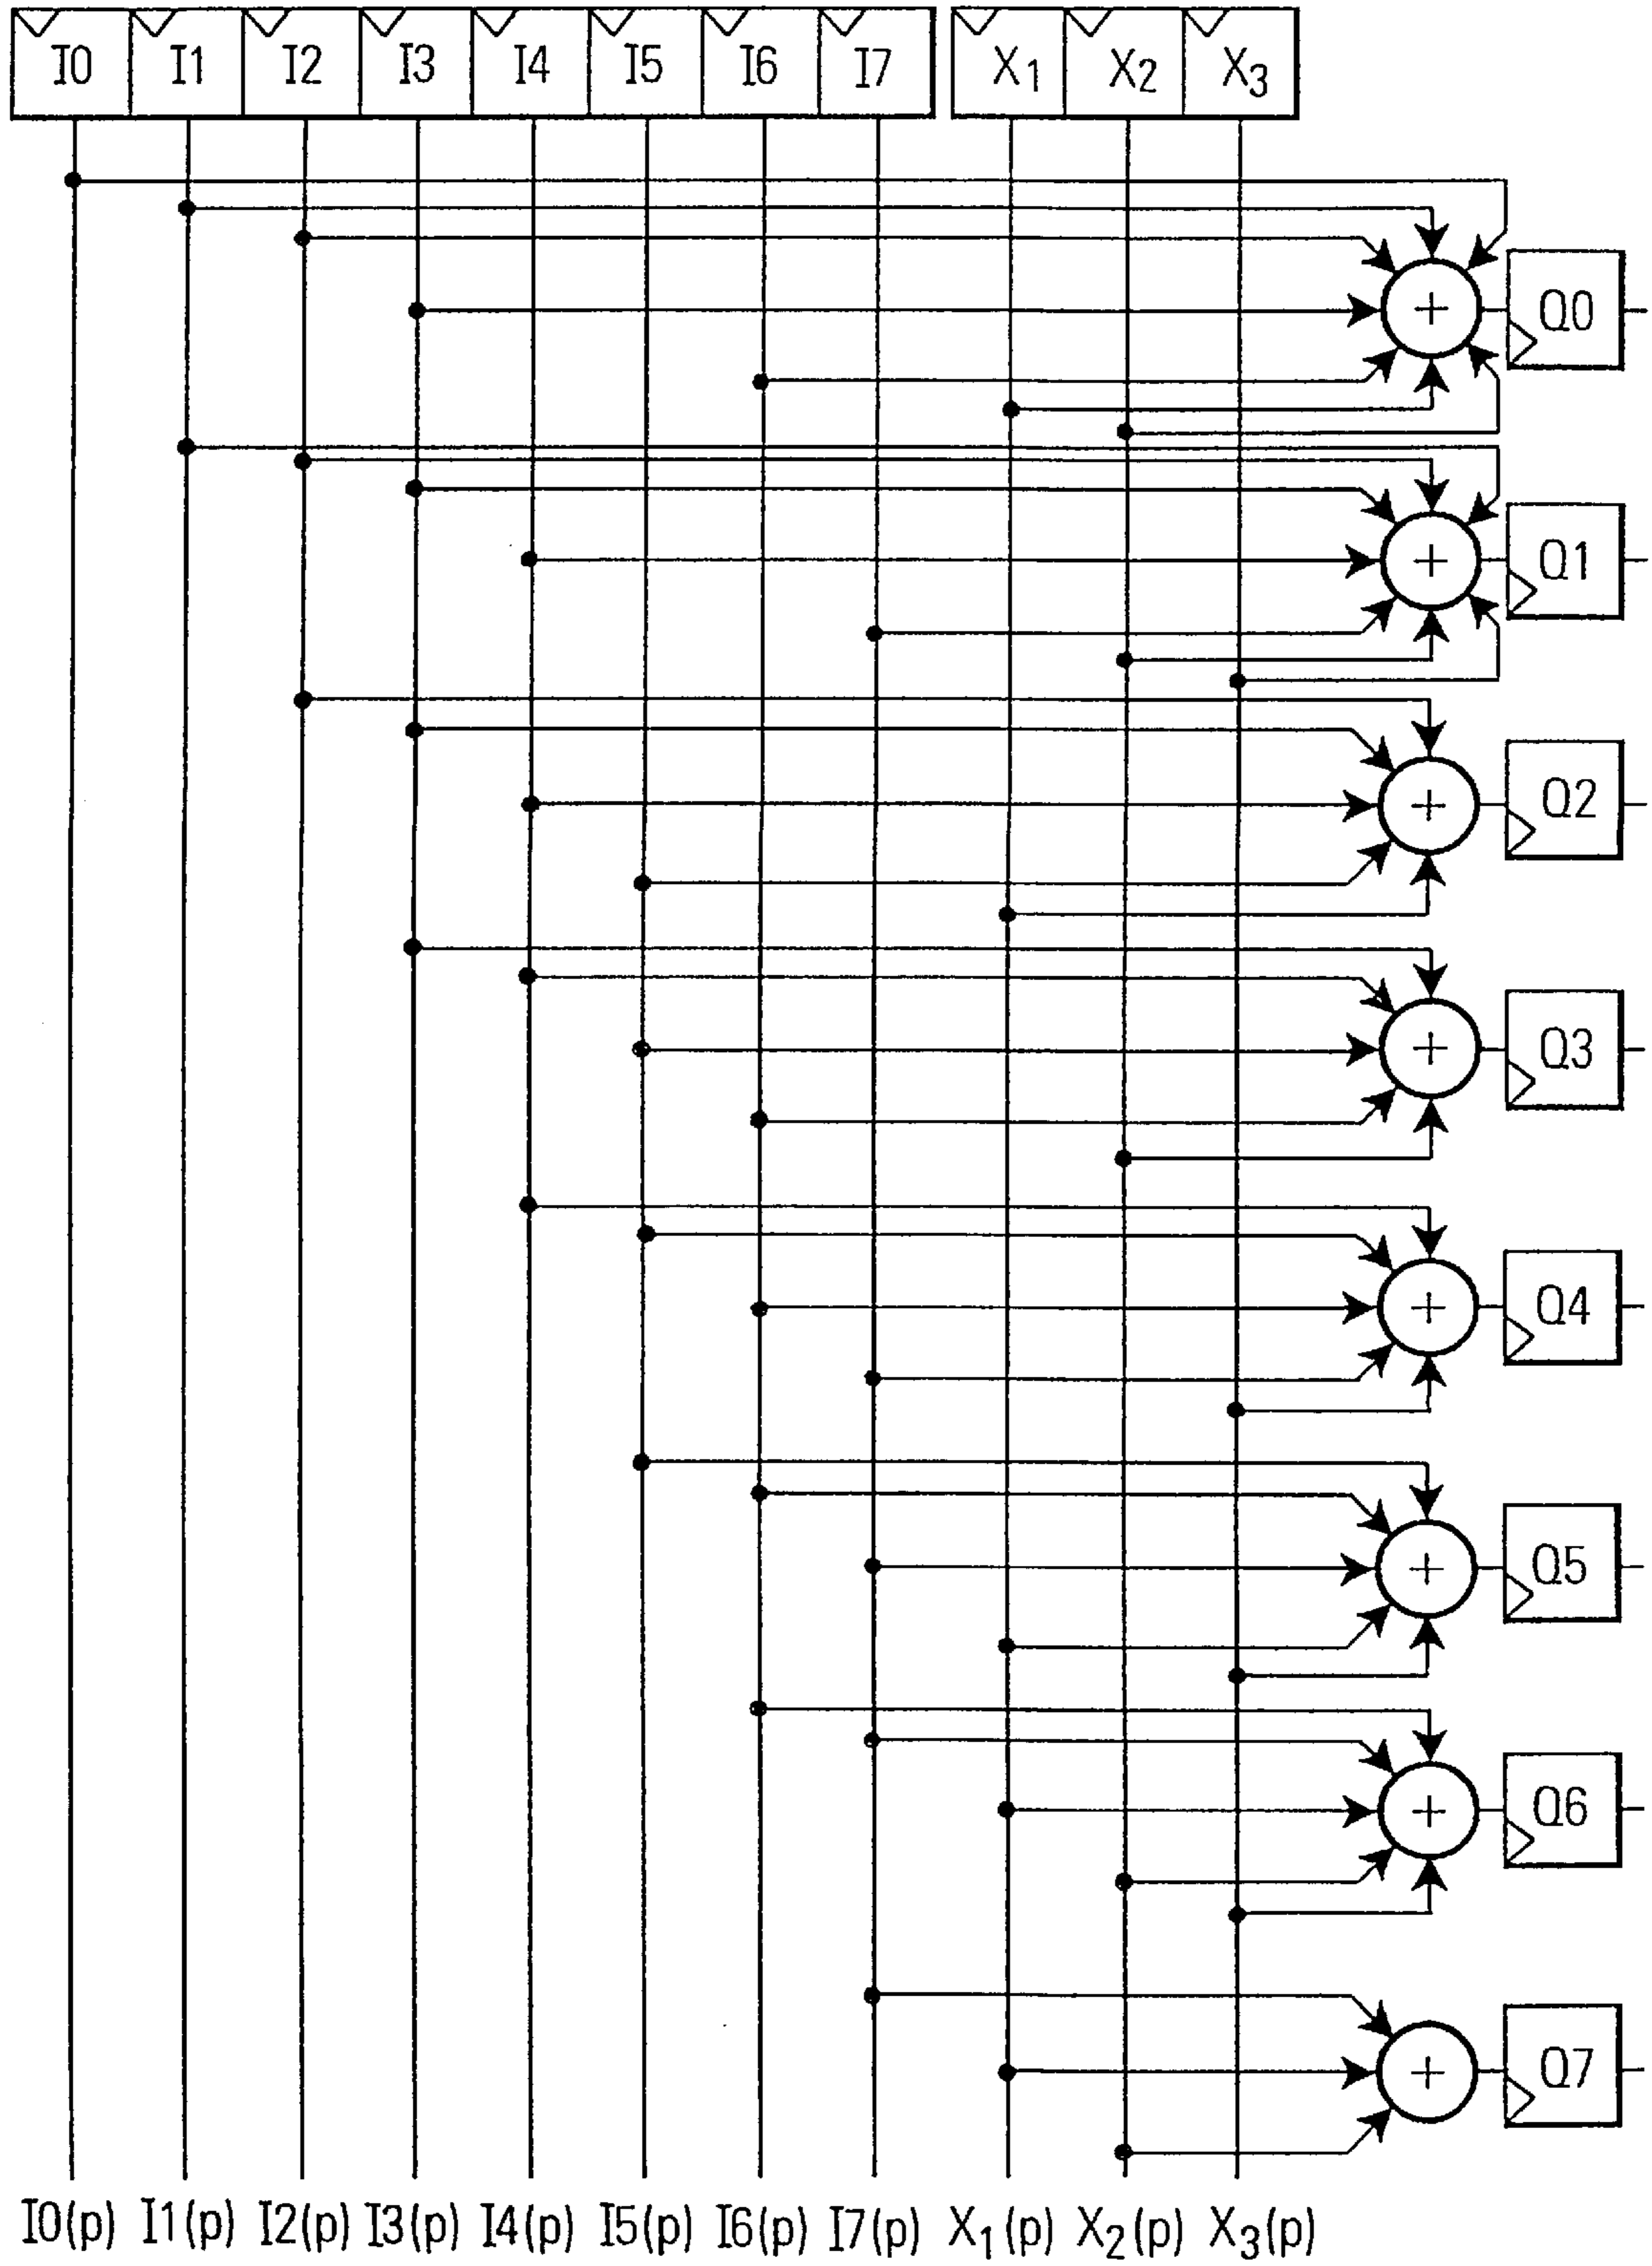 I0 I1 I2 I3 I4 I5 I6 I7 X₁ X₂ X₃
+ Q0
+ Q1
+ Q2
+ Q3
+ Q4
+ Q5
+ Q6
+ Q7
I0(p) I1(p) I2(p) I3(p) I4(p) I5(p) I6(p) I7(p) X₁(p) X₂(p) X₃(p)